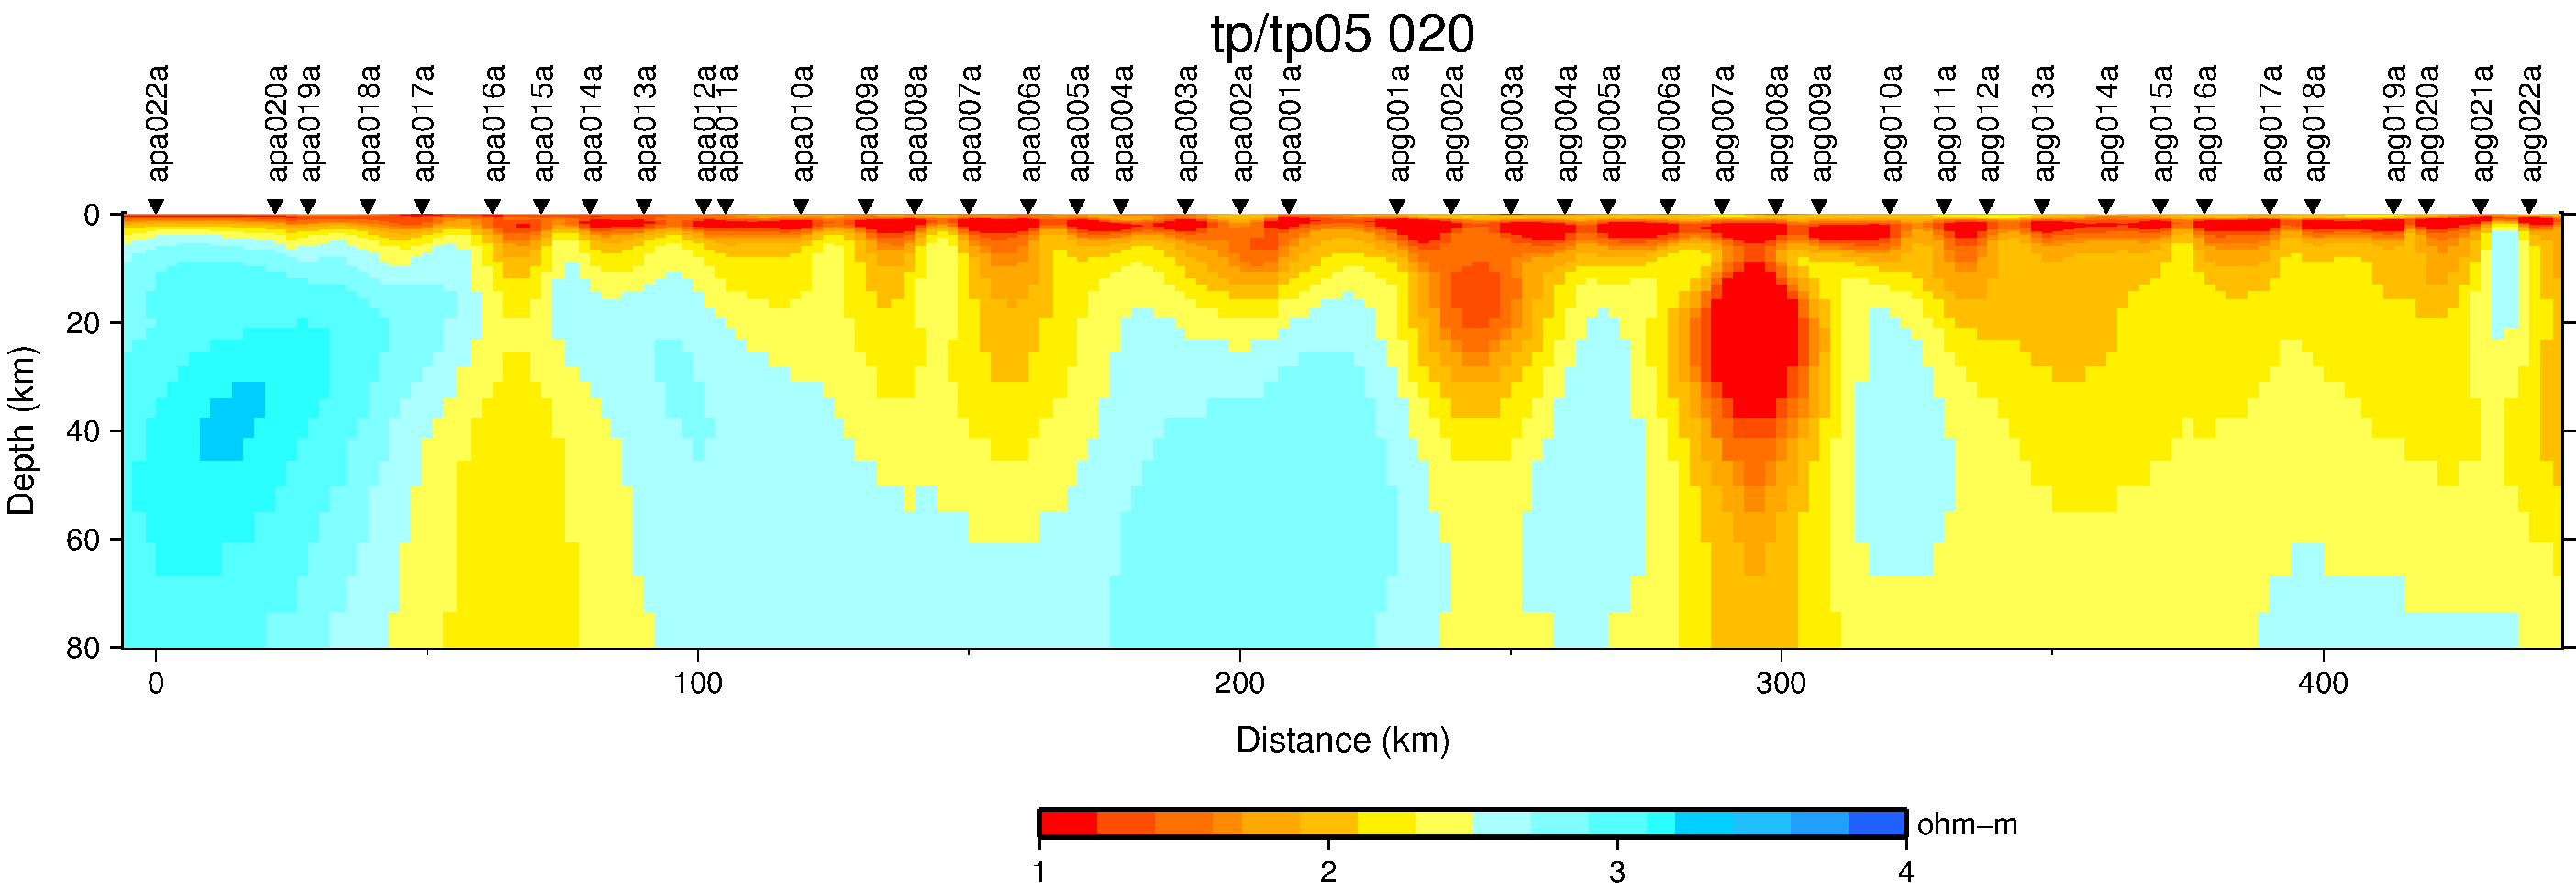 tp/tp05 020
apa022a
apa020a
apa019a
apa018a
apa017a
apa016a
apa015a
apa014a
apa013a
apa012a
apa011a
apa010a
apa009a
apa008a
apa007a
apa006a
apa005a
apa004a
apa003a
apa002a
apa001a
apg001a
apg002a
apg003a
apg004a
apg005a
apg006a
apg007a
apg008a
apg009a
apg010a
apg011a
apg012a
apg013a
apg014a
apg015a
apg016a
apg017a
apg018a
apg019a
apg020a
apg021a
apg022a
Depth (km)
0
20
40
60
80
0 100 200 300 400
Distance (km)
ohm−m
1 2 3 4